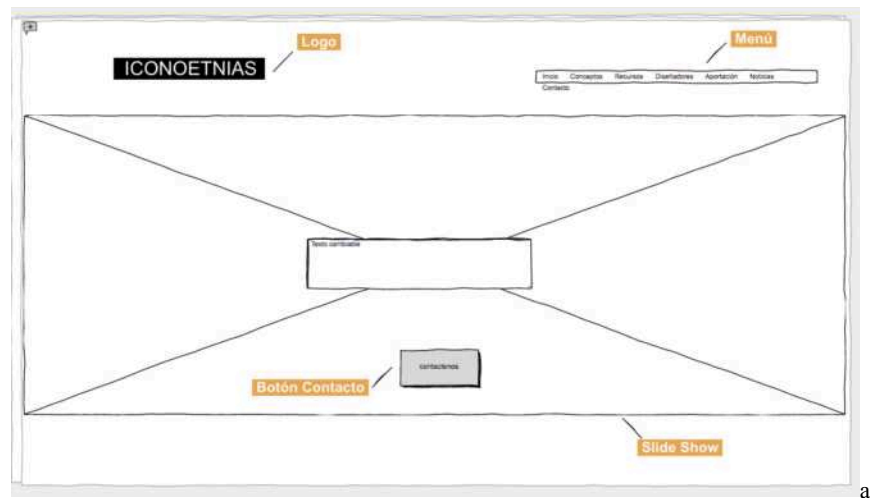 Logo
Menú
ICONOETNIAS
Inicio Conceptos Recursos Diseñadores Aportación Noticias
Contacto
Texto cambiable
contactenos
Botón Contacto
Slide Show
a